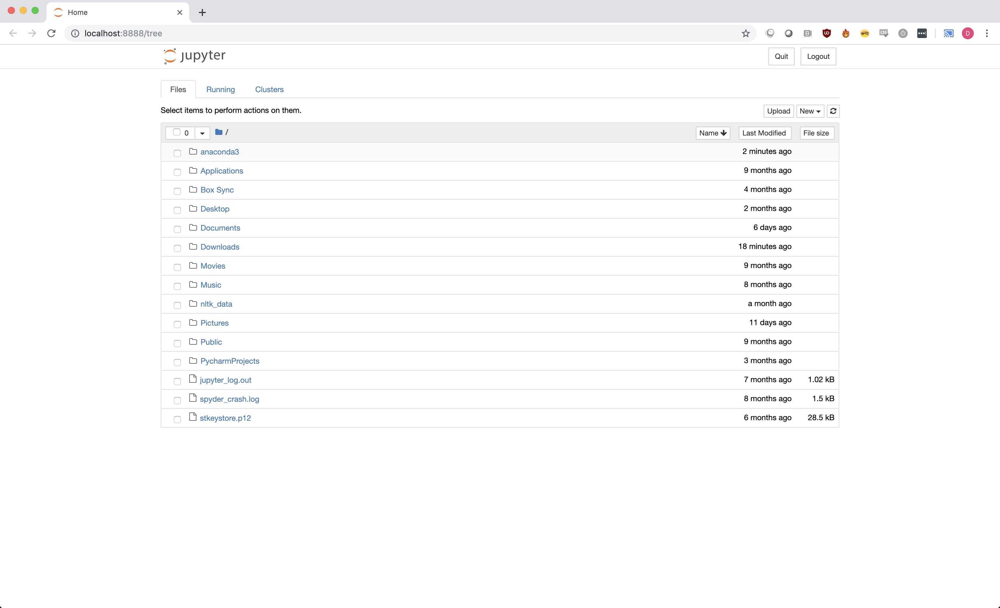 Home
localhost:8888/tree
D
jupyter
Quit Logout
Files Running Clusters
Select items to perform actions on them.
Upload New
0 / Name Last Modified File size
anaconda3 2 minutes ago
Applications 9 months ago
Box Sync 4 months ago
Desktop 2 months ago
Documents 6 days ago
Downloads 18 minutes ago
Movies 9 months ago
Music 8 months ago
nltk_data a month ago
Pictures 11 days ago
Public 9 months ago
PycharmProjects 3 months ago
jupyter_log.out 7 months ago 1.02 kB
spyder_crash.log 8 months ago 1.5 kB
stkeystore.p12 6 months ago 28.5 kB